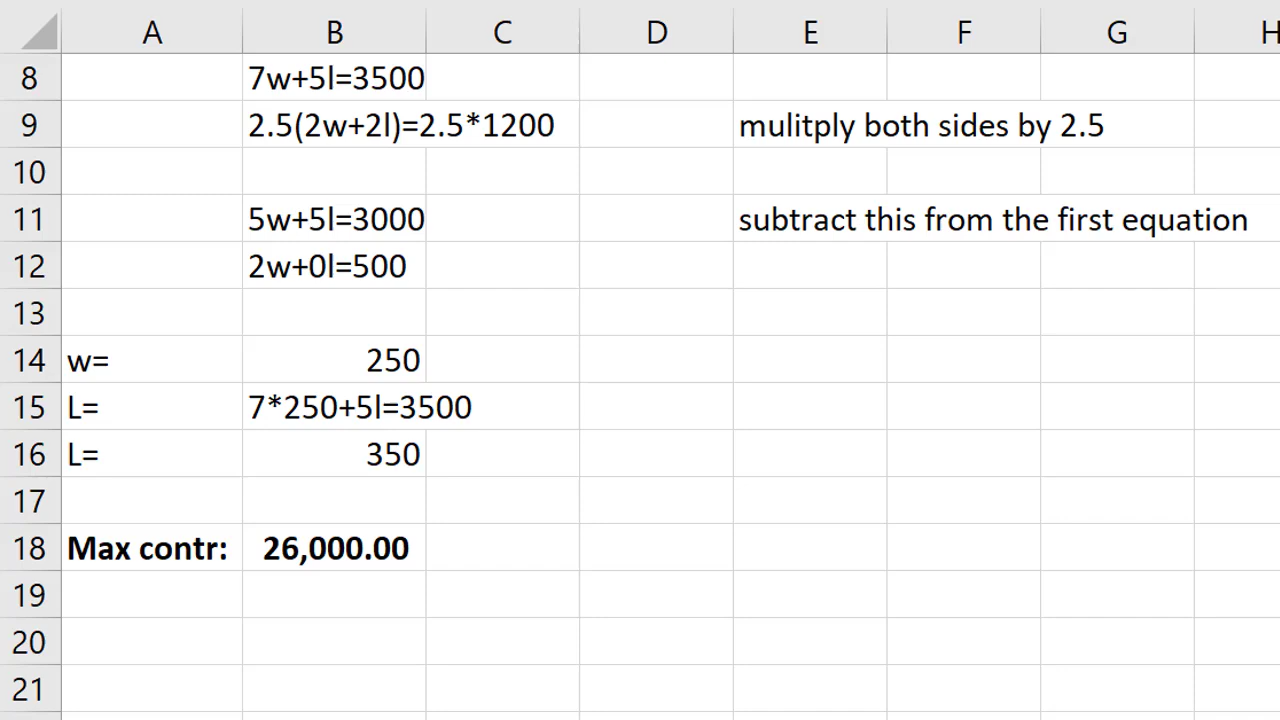 A B C D E F G H
8 7w+5l=3500
9 2.5(2w+2l)=2.5*1200 mulitply both sides by 2.5
10
11 5w+5l=3000 subtract this from the first equation
12 2w+0l=500
13
14 w= 250
15 L= 7*250+5l=3500
16 L= 350
17
18 Max contr: 26,000.00
19
20
21